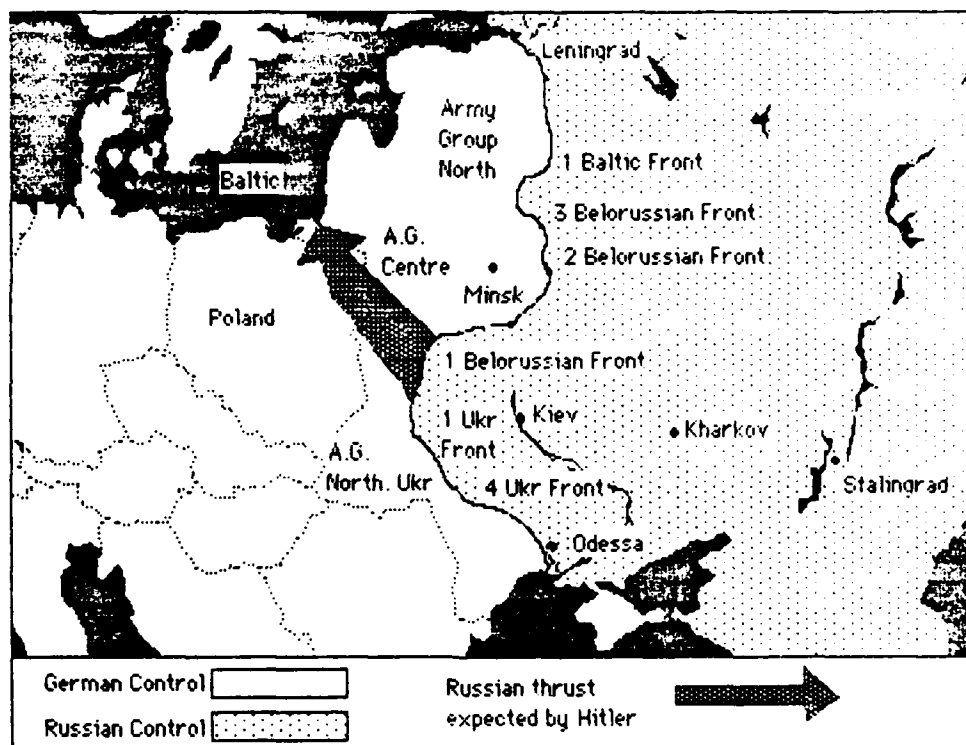 Leningrad
Army
Group
North
1 Baltic Front
Baltic
3 Belorussian Front
A.G.
Centre
2 Belorussian Front
Minsk
Poland
1 Belorussian Front
1 Ukr
Front
Kiev
Kharkov
A.G.
North. Ukr
4 Ukr Front
Stalingrad
Odessa
German Control
Russian Control
Russian thrust
expected by Hitler